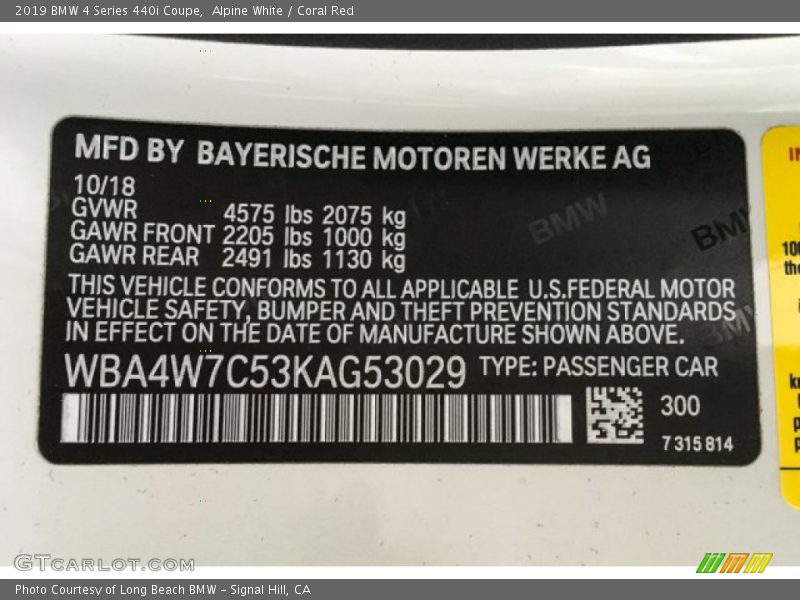 2019 BMW 4 Series 440i Coupe,  Alpine White / Coral Red
MFD BY BAYERISCHE MOTOREN WERKE AG
10/18
GVWR 4575 lbs 2075 kg
GAWR FRONT 2205 lbs 1000 kg
GAWR REAR 2491 lbs 1130 kg
THIS VEHICLE CONFORMS TO ALL APPLICABLE U.S.FEDERAL MOTOR
VEHICLE SAFETY, BUMPER AND THEFT PREVENTION STANDARDS
IN EFFECT ON THE DATE OF MANUFACTURE SHOWN ABOVE.
WBA4W7C53KAG53029 TYPE: PASSENGER CAR
300
7 315 814
BMW
BMW
GTCARLOT.COM
Photo Courtesy of Long Beach BMW - Signal Hill, CA